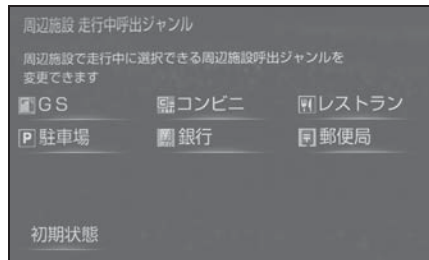 周辺施設 走行中呼出ジャンル
周辺施設で走行中に選択できる周辺施設呼出ジャンルを
変更できます
GS コンビニ レストラン
P 駐車場 銀行 〒 郵便局
初期状態